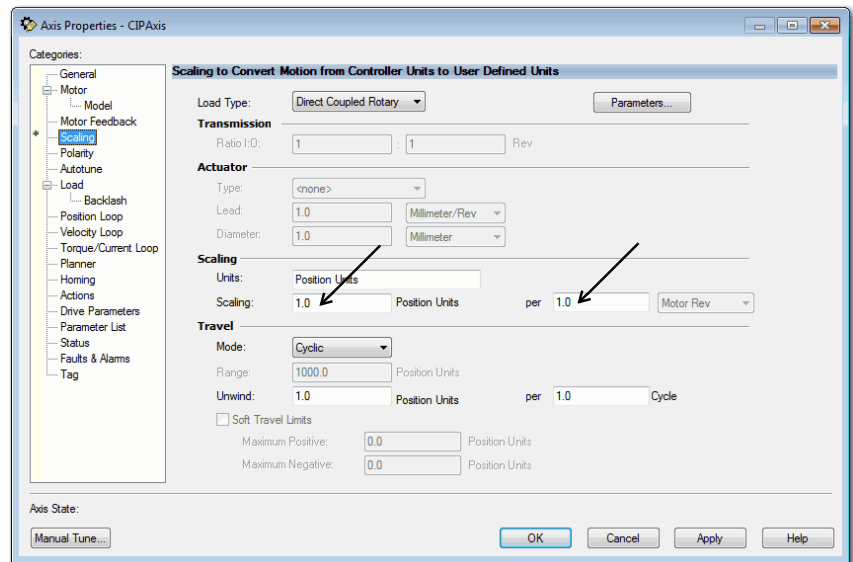 Axis Properties - CIPAxis
Categories:
General
Motor
Model
Motor Feedback
* Scaling
Polarity
Autotune
Load
Backlash
Position Loop
Velocity Loop
Torque/Current Loop
Planner
Homing
Actions
Drive Parameters
Parameter List
Status
Faults & Alarms
Tag
Scaling to Convert Motion from Controller Units to User Defined Units
Load Type: Direct Coupled Rotary Parameters...
Transmission
Ratio I:O: 1 : 1 Rev
Actuator
Type: <none>
Lead: 1.0 Millimeter/Rev
Diameter: 1.0 Millimeter
Scaling
Units: Position Units
Scaling: 1.0 Position Units per 1.0 Motor Rev
Travel
Mode: Cyclic
Range: 1000.0 Position Units
Unwind: 1.0 Position Units per 1.0 Cycle
Soft Travel Limits
Maximum Positive: 0.0 Position Units
Maximum Negative: 0.0 Position Units
Axis State:
Manual Tune... OK Cancel Apply Help